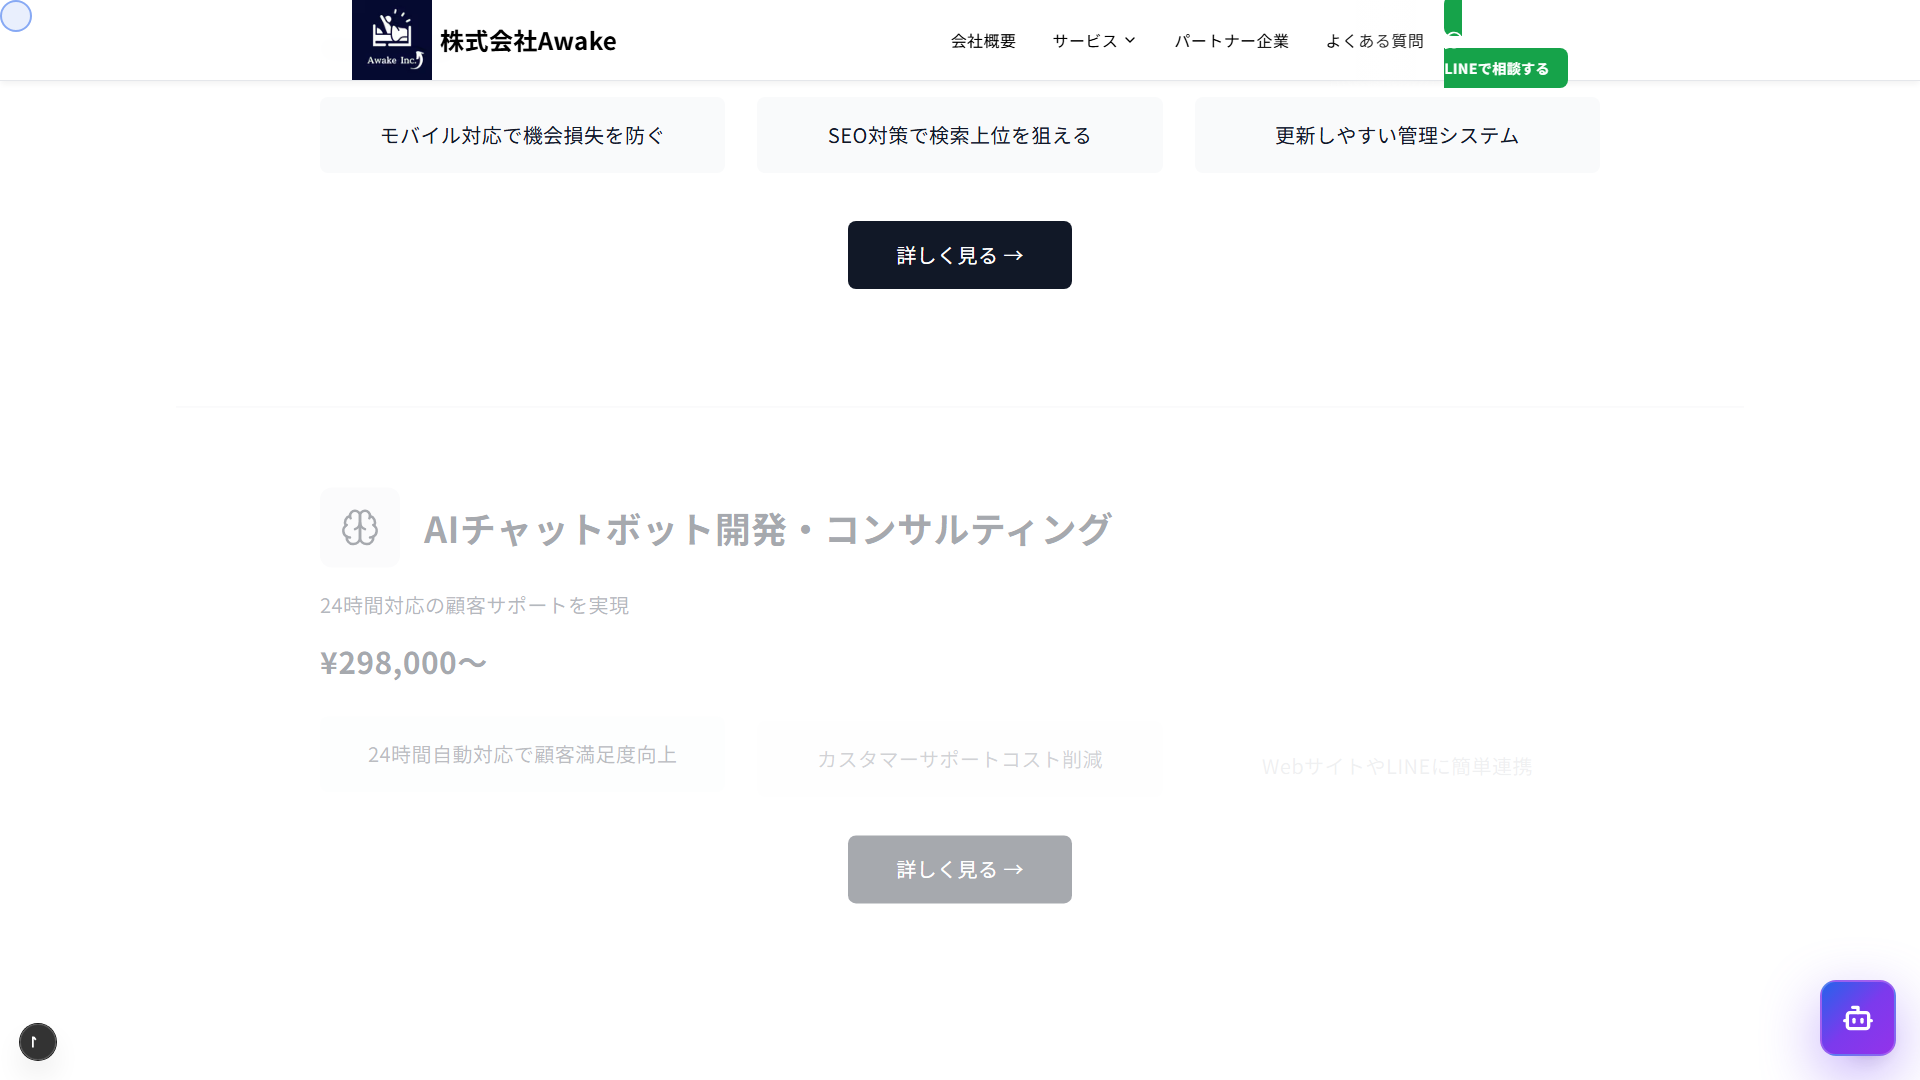 Awake Inc.
株式会社Awake
会社概要
サービス
パートナー企業
よくある質問
LINEで相談する
モバイル対応で機会損失を防ぐ
SEO対策で検索上位を狙える
更新しやすい管理システム
詳しく見る →
AIチャットボット開発・コンサルティング
24時間対応の顧客サポートを実現
¥298,000〜
24時間自動対応で顧客満足度向上
カスタマーサポートコスト削減
WebサイトやLINEに簡単連携
詳しく見る →